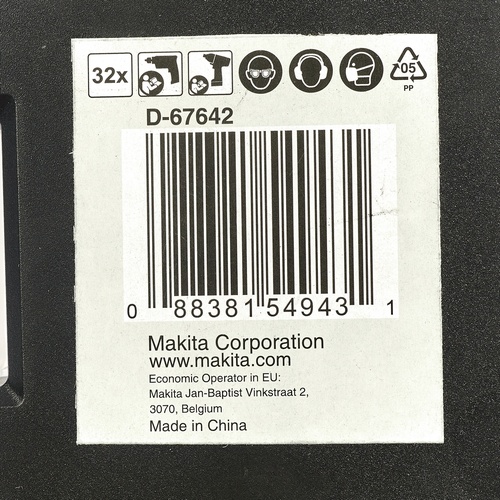 32x
05
PP
D-67642
0 88381 54943 1
Makita Corporation
www.makita.com
Economic Operator in EU:
Makita Jan-Baptist Vinkstraat 2,
3070, Belgium
Made in China